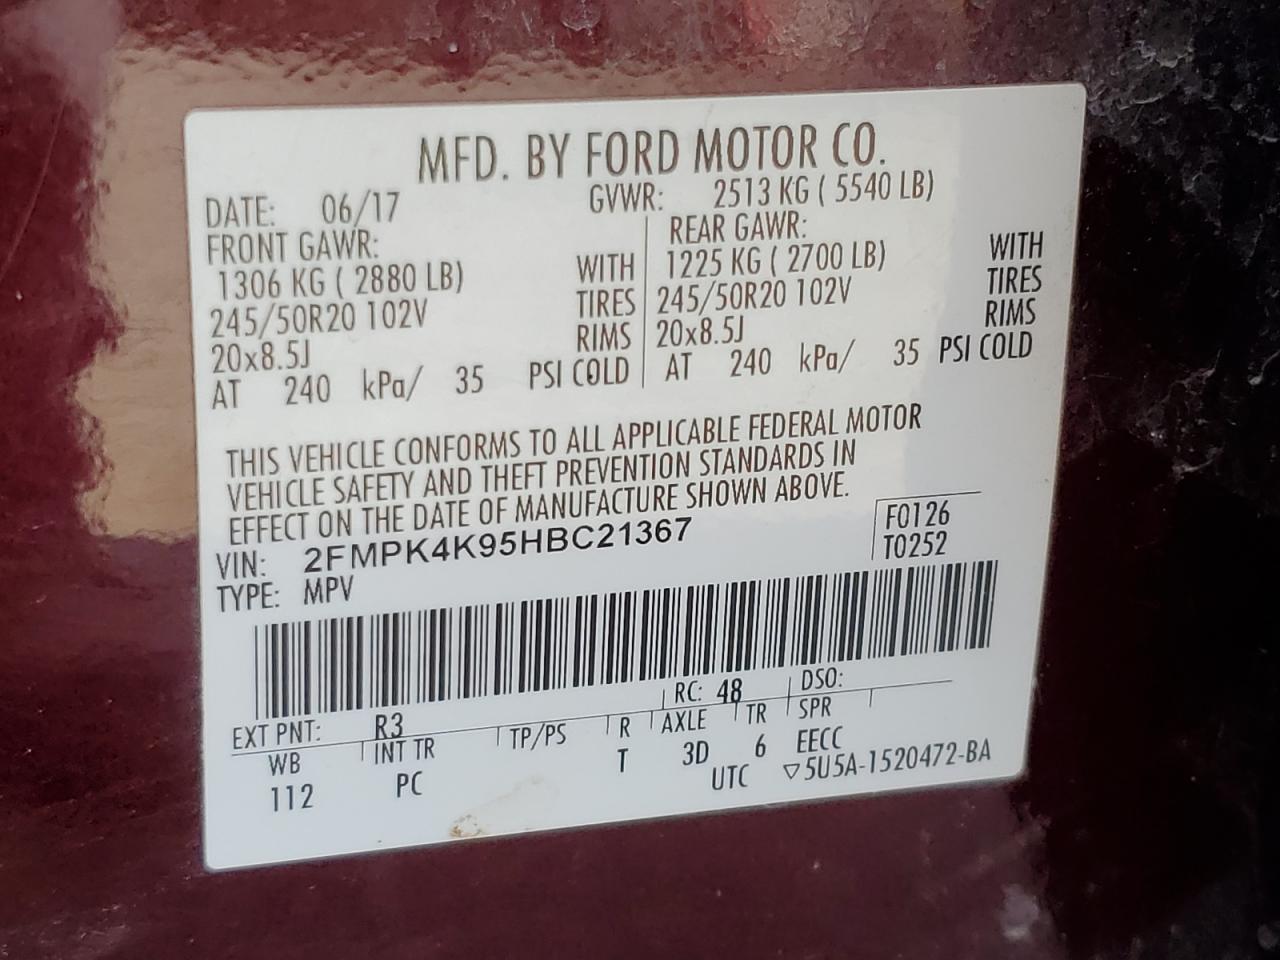 MFD. BY FORD MOTOR CO.
DATE: 06/17 GVWR: 2513 KG ( 5540 LB)
FRONT GAWR: REAR GAWR:
1306 KG ( 2880 LB) WITH 1225 KG ( 2700 LB) WITH
245/50R20 102V TIRES 245/50R20 102V TIRES
20x8.5J RIMS 20x8.5J RIMS
AT 240 kPa/ 35 PSI COLD AT 240 kPa/ 35 PSI COLD
THIS VEHICLE CONFORMS TO ALL APPLICABLE FEDERAL MOTOR
VEHICLE SAFETY AND THEFT PREVENTION STANDARDS IN
EFFECT ON THE DATE OF MANUFACTURE SHOWN ABOVE.
VIN: 2FMPK4K95HBC21367 F0126
TYPE: MPV T0252
EXT PNT: R3 RC: 48 DSO:
WB INT TR TP/PS R AXLE TR SPR
112 PC T 3D 6 EECC
UTC ▽5U5A-1520472-BA